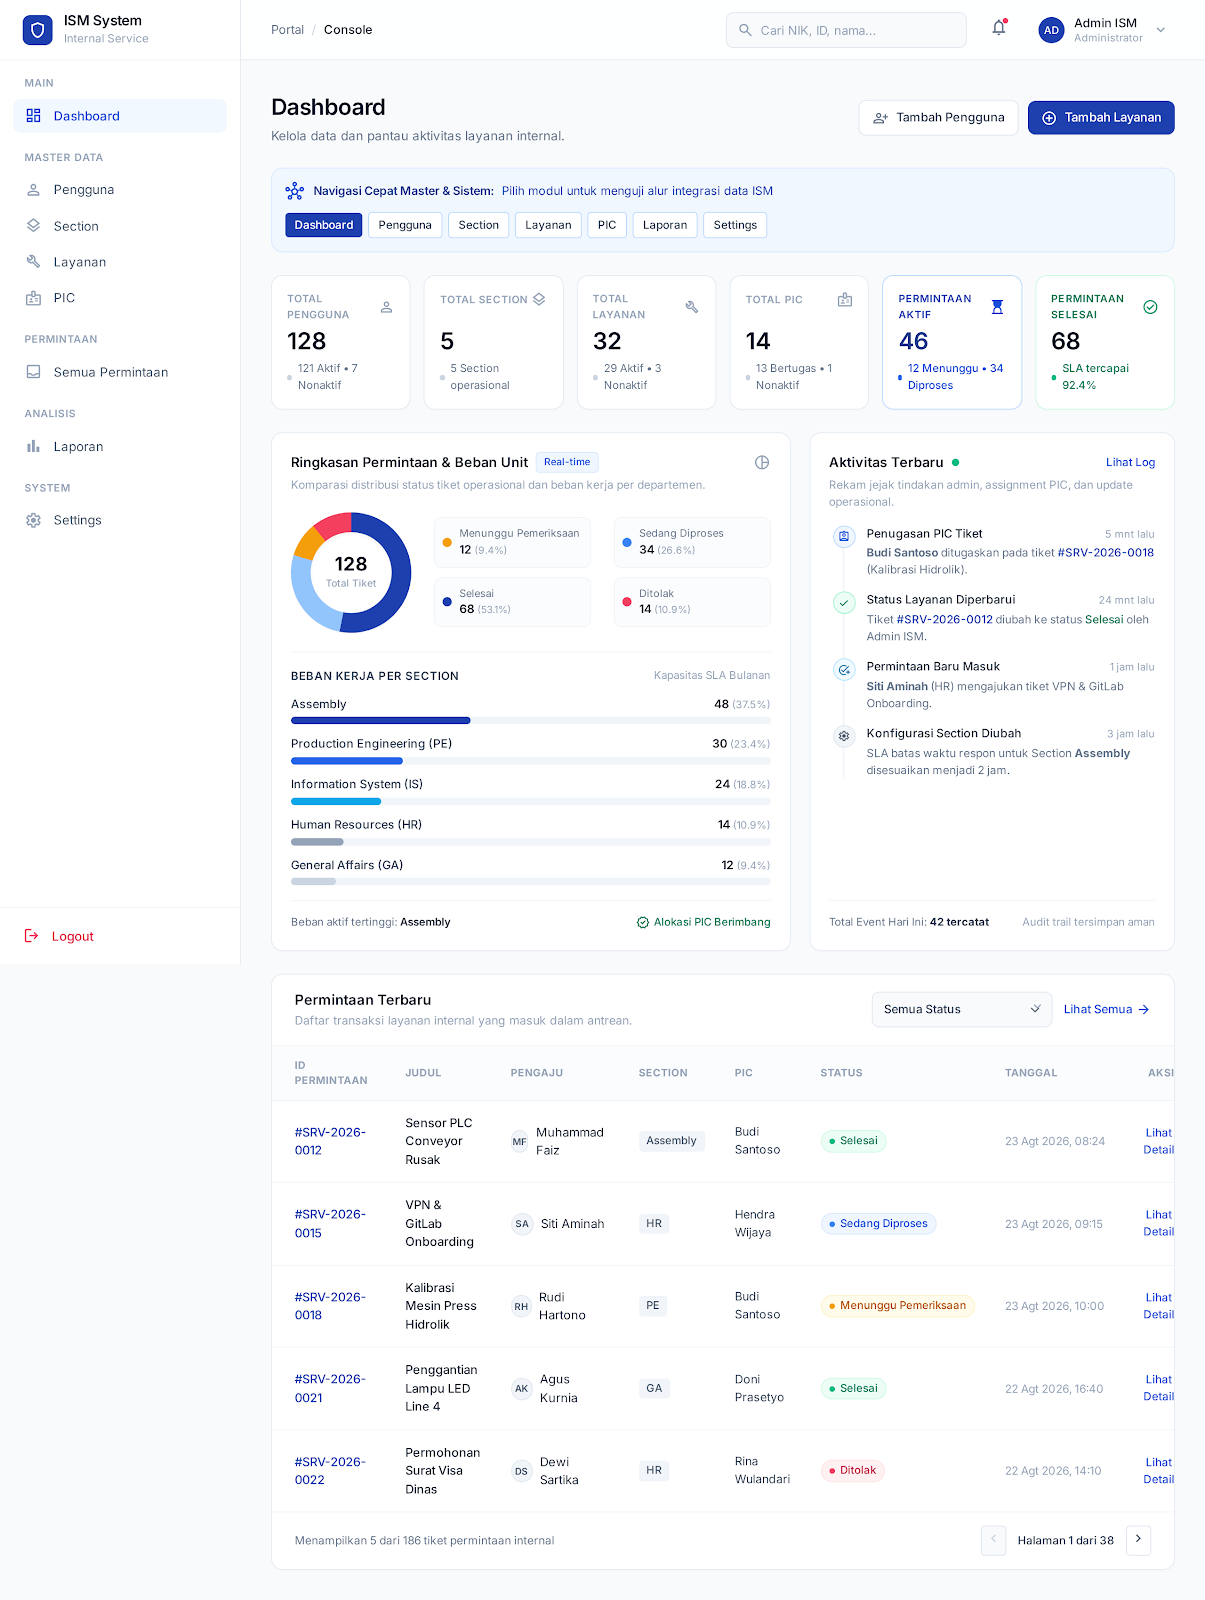 ISM System
Internal Service
MAIN
Dashboard
MASTER DATA
Pengguna
Section
Layanan
PIC
PERMINTAAN
Semua Permintaan
ANALISIS
Laporan
SYSTEM
Settings
Logout
Portal / Console
Cari NIK, ID, nama...
AD
Admin ISM
Administrator
Dashboard
Kelola data dan pantau aktivitas layanan internal.
Tambah Pengguna
Tambah Layanan
Navigasi Cepat Master & Sistem: Pilih modul untuk menguji alur integrasi data ISM
Dashboard Pengguna Section Layanan PIC Laporan Settings
TOTAL
PENGGUNA
128
121 Aktif • 7
Nonaktif
TOTAL SECTION
5
5 Section
operasional
TOTAL
LAYANAN
32
29 Aktif • 3
Nonaktif
TOTAL PIC
14
13 Bertugas • 1
Nonaktif
PERMINTAAN
AKTIF
46
12 Menunggu • 34
Diproses
PERMINTAAN
SELESAI
68
SLA tercapai
92.4%
Ringkasan Permintaan & Beban Unit Real-time
Komparasi distribusi status tiket operasional dan beban kerja per departemen.
128
Total Tiket
Menunggu Pemeriksaan
12 (9.4%)
Sedang Diproses
34 (26.6%)
Selesai
68 (53.1%)
Ditolak
14 (10.9%)
BEBAN KERJA PER SECTION Kapasitas SLA Bulanan
Assembly 48 (37.5%)
Production Engineering (PE) 30 (23.4%)
Information System (IS) 24 (18.8%)
Human Resources (HR) 14 (10.9%)
General Affairs (GA) 12 (9.4%)
Beban aktif tertinggi: Assembly Alokasi PIC Berimbang
Aktivitas Terbaru Lihat Log
Rekam jejak tindakan admin, assignment PIC, dan update
operasional.
Penugasan PIC Tiket 5 mnt lalu
Budi Santoso ditugaskan pada tiket #SRV-2026-0018
(Kalibrasi Hidrolik).
Status Layanan Diperbarui 24 mnt lalu
Tiket #SRV-2026-0012 diubah ke status Selesai oleh
Admin ISM.
Permintaan Baru Masuk 1 jam lalu
Siti Aminah (HR) mengajukan tiket VPN & GitLab
Onboarding.
Konfigurasi Section Diubah 3 jam lalu
SLA batas waktu respon untuk Section Assembly
disesuaikan menjadi 2 jam.
Total Event Hari Ini: 42 tercatat Audit trail tersimpan aman
Permintaan Terbaru
Daftar transaksi layanan internal yang masuk dalam antrean.
Semua Status
Lihat Semua
ID
PERMINTAAN
JUDUL PENGAJU SECTION PIC STATUS TANGGAL AKSI
#SRV-2026-
0012
Sensor PLC
Conveyor
Rusak
MF
Muhammad
Faiz
Assembly
Budi
Santoso
Selesai
23 Agt 2026, 08:24
Lihat
Detail
#SRV-2026-
0015
VPN &
GitLab
Onboarding
SA
Siti Aminah
HR
Hendra
Wijaya
Sedang Diproses
23 Agt 2026, 09:15
Lihat
Detail
#SRV-2026-
0018
Kalibrasi
Mesin Press
Hidrolik
RH
Rudi
Hartono
PE
Budi
Santoso
Menunggu Pemeriksaan
23 Agt 2026, 10:00
Lihat
Detail
#SRV-2026-
0021
Penggantian
Lampu LED
Line 4
AK
Agus
Kurnia
GA
Doni
Prasetyo
Selesai
22 Agt 2026, 16:40
Lihat
Detail
#SRV-2026-
0022
Permohonan
Surat Visa
Dinas
DS
Dewi
Sartika
HR
Rina
Wulandari
Ditolak
22 Agt 2026, 14:10
Lihat
Detail
Menampilkan 5 dari 186 tiket permintaan internal
Halaman 1 dari 38